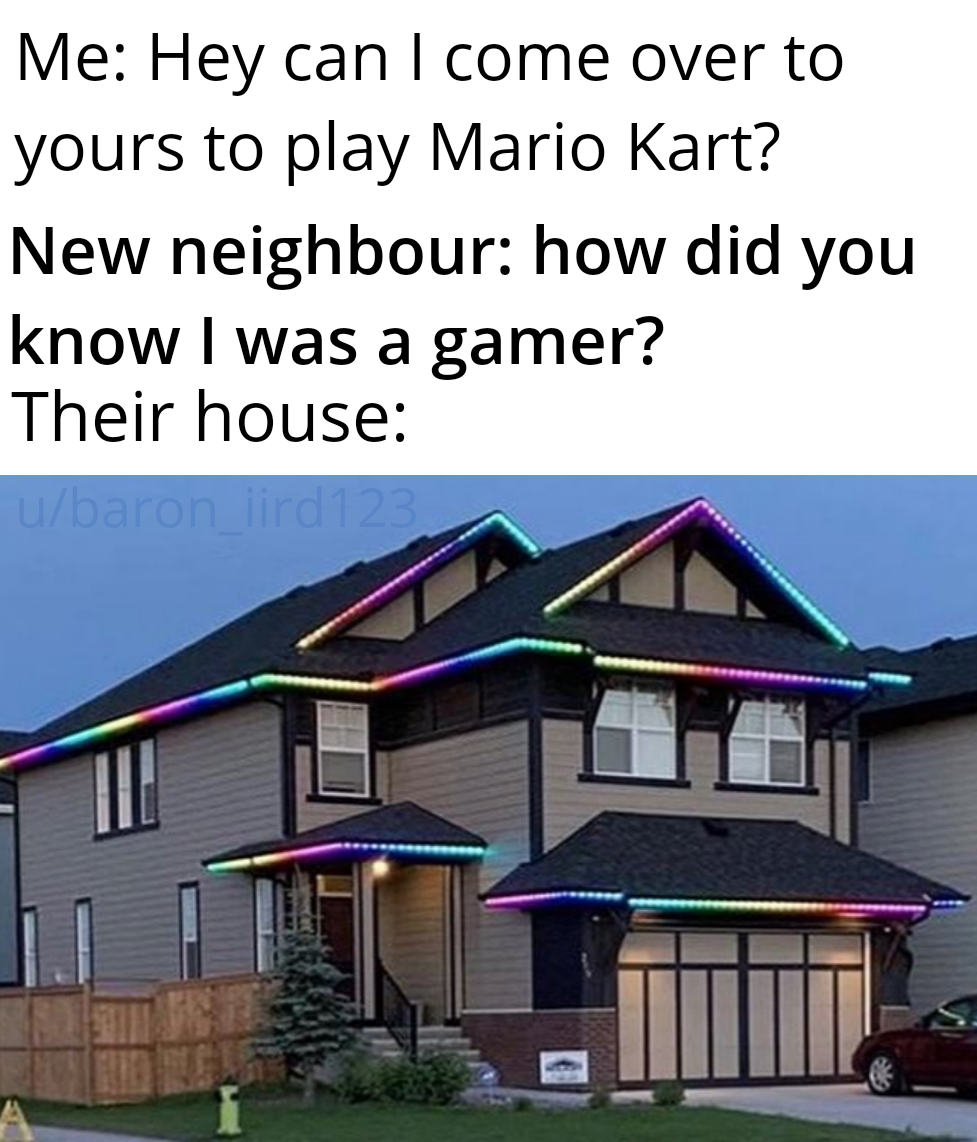 Me: Hey can I come over to
yours to play Mario Kart?
New neighbour: how did you
know I was a gamer?
Their house:
u/baron_iird123
A